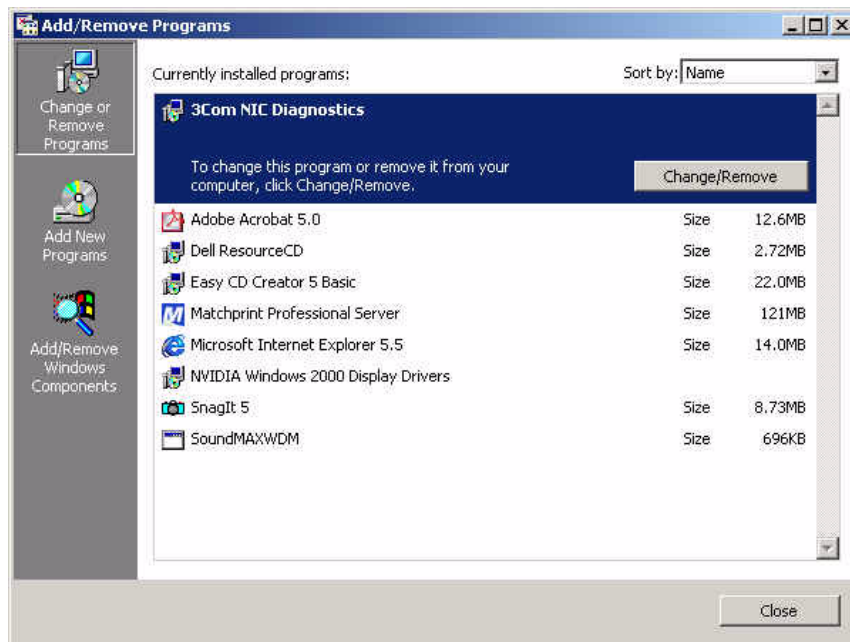 Add/Remove Programs
Change or
Remove
Programs
Add New
Programs
Add/Remove
Windows
Components
Currently installed programs:
Sort by: Name
3Com NIC Diagnostics
To change this program or remove it from your
computer, click Change/Remove.
Change/Remove
Adobe Acrobat 5.0 Size 12.6MB
Dell ResourceCD Size 2.72MB
Easy CD Creator 5 Basic Size 22.0MB
Matchprint Professional Server Size 121MB
Microsoft Internet Explorer 5.5 Size 14.0MB
NVIDIA Windows 2000 Display Drivers
SnagIt 5 Size 8.73MB
SoundMAXWDM Size 696KB
Close